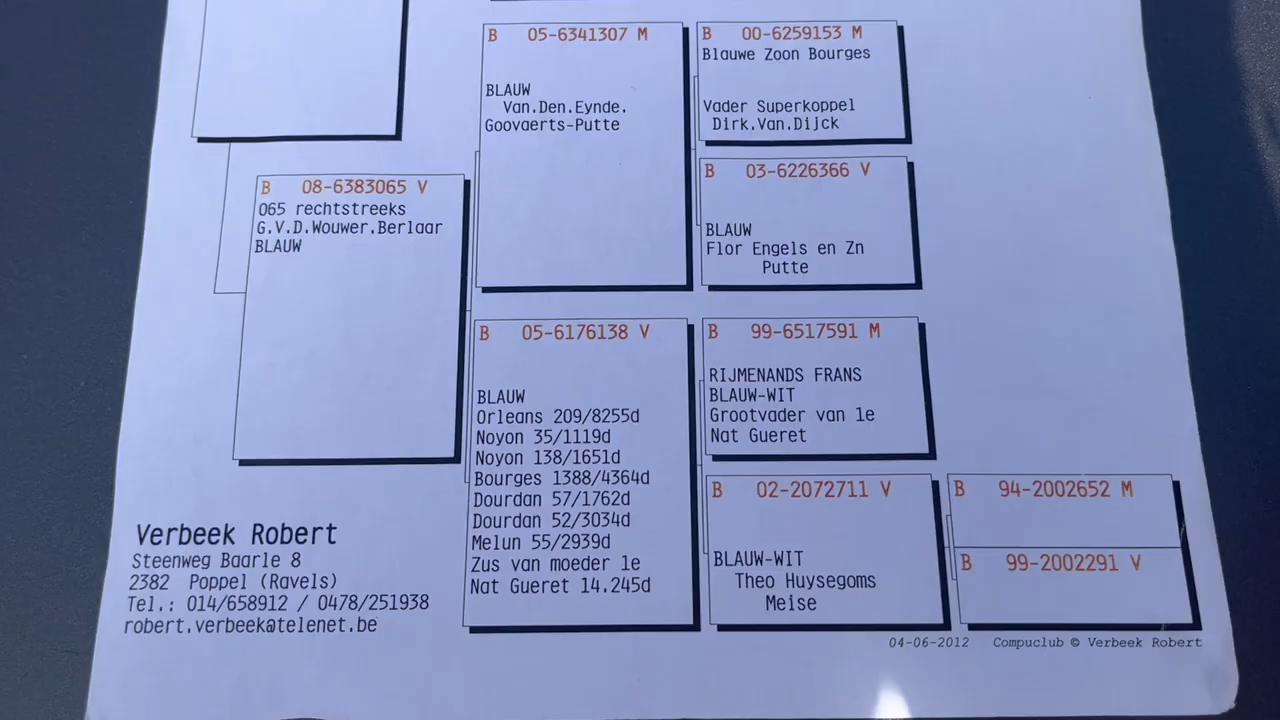 B 05-6341307 M
BLAUW
Van.Den.Eynde.
Goovaerts-Putte
B 00-6259153 M
Blauwe Zoon Bourges
Vader Superkoppel
Dirk.Van.Dijck
B 03-6226366 V
BLAUW
Flor Engels en Zn
Putte
B 08-6383065 V
065 rechtstreeks
G.V.D.Wouwer.Berlaar
BLAUW
B 05-6176138 V
BLAUW
Orleans 209/8255d
Noyon 35/1119d
Noyon 138/1651d
Bourges 1388/4364d
Dourdan 57/1762d
Dourdan 52/3034d
Melun 55/2939d
Zus van moeder 1e
Nat Gueret 14.245d
B 99-6517591 M
RIJMENANDS FRANS
BLAUW-WIT
Grootvader van 1e
Nat Gueret
B 02-2072711 V
BLAUW-WIT
Theo Huysegoms
Meise
B 94-2002652 M
B 99-2002291 V
Verbeek Robert
Steenweg Baarle 8
2382 Poppel (Ravels)
Tel.: 014/658912 / 0478/251938
robert.verbeek@telenet.be
04-06-2012 Compuclub © Verbeek Robert